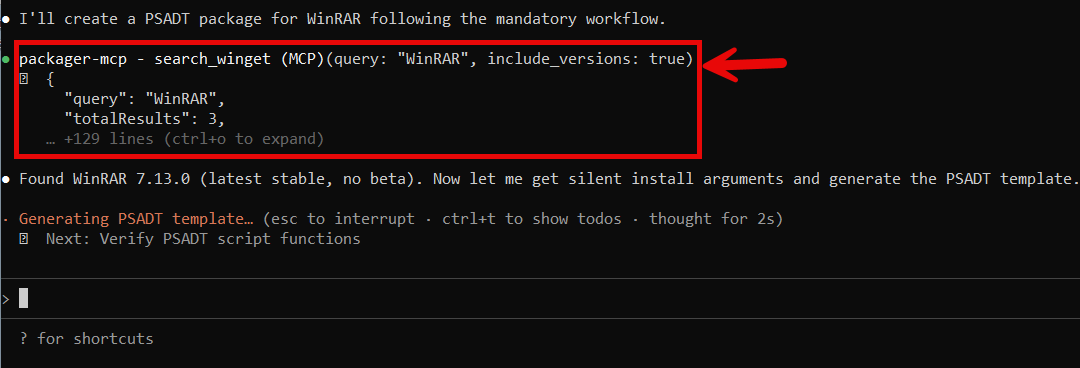 ● I'll create a PSADT package for WinRAR following the mandatory workflow.
● packager-mcp - search_winget (MCP)(query: "WinRAR", include_versions: true)
{
"query": "WinRAR",
"totalResults": 3,
… +129 lines (ctrl+o to expand)
● Found WinRAR 7.13.0 (latest stable, no beta). Now let me get silent install arguments and generate the PSADT template.
· Generating PSADT template… (esc to interrupt · ctrl+t to show todos · thought for 2s)
Next: Verify PSADT script functions
>
? for shortcuts